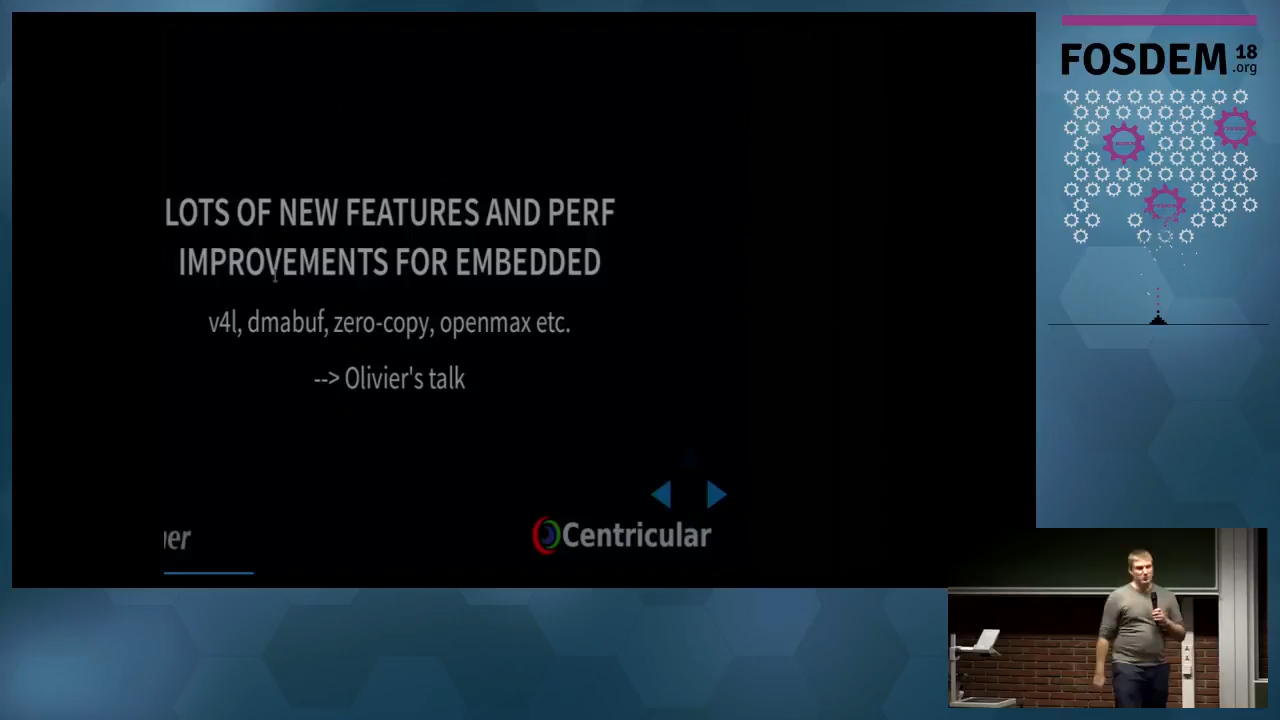 LOTS OF NEW FEATURES AND PERF
IMPROVEMENTS FOR EMBEDDED
v4l, dmabuf, zero-copy, openmax etc.
--> Olivier's talk
er
Centricular
FOSDEM 18
.org